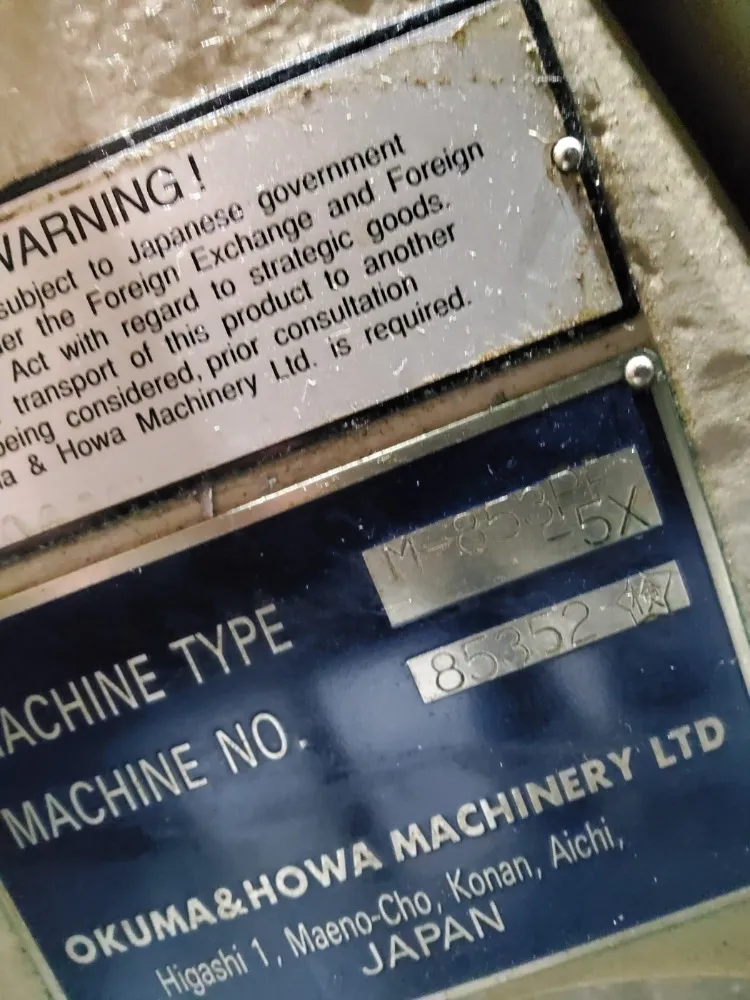 WARNING!
subject to Japanese government
the Foreign Exchange and Foreign
Act with regard to strategic goods.
transport of this product to another
being considered, prior consultation
& Howa Machinery Ltd. is required.
MACHINE TYPE
-5X
MACHINE NO.
85352
OKUMA&HOWA MACHINERY LTD
Higashi 1, Maeno-Cho, Konan, Aichi,
JAPAN